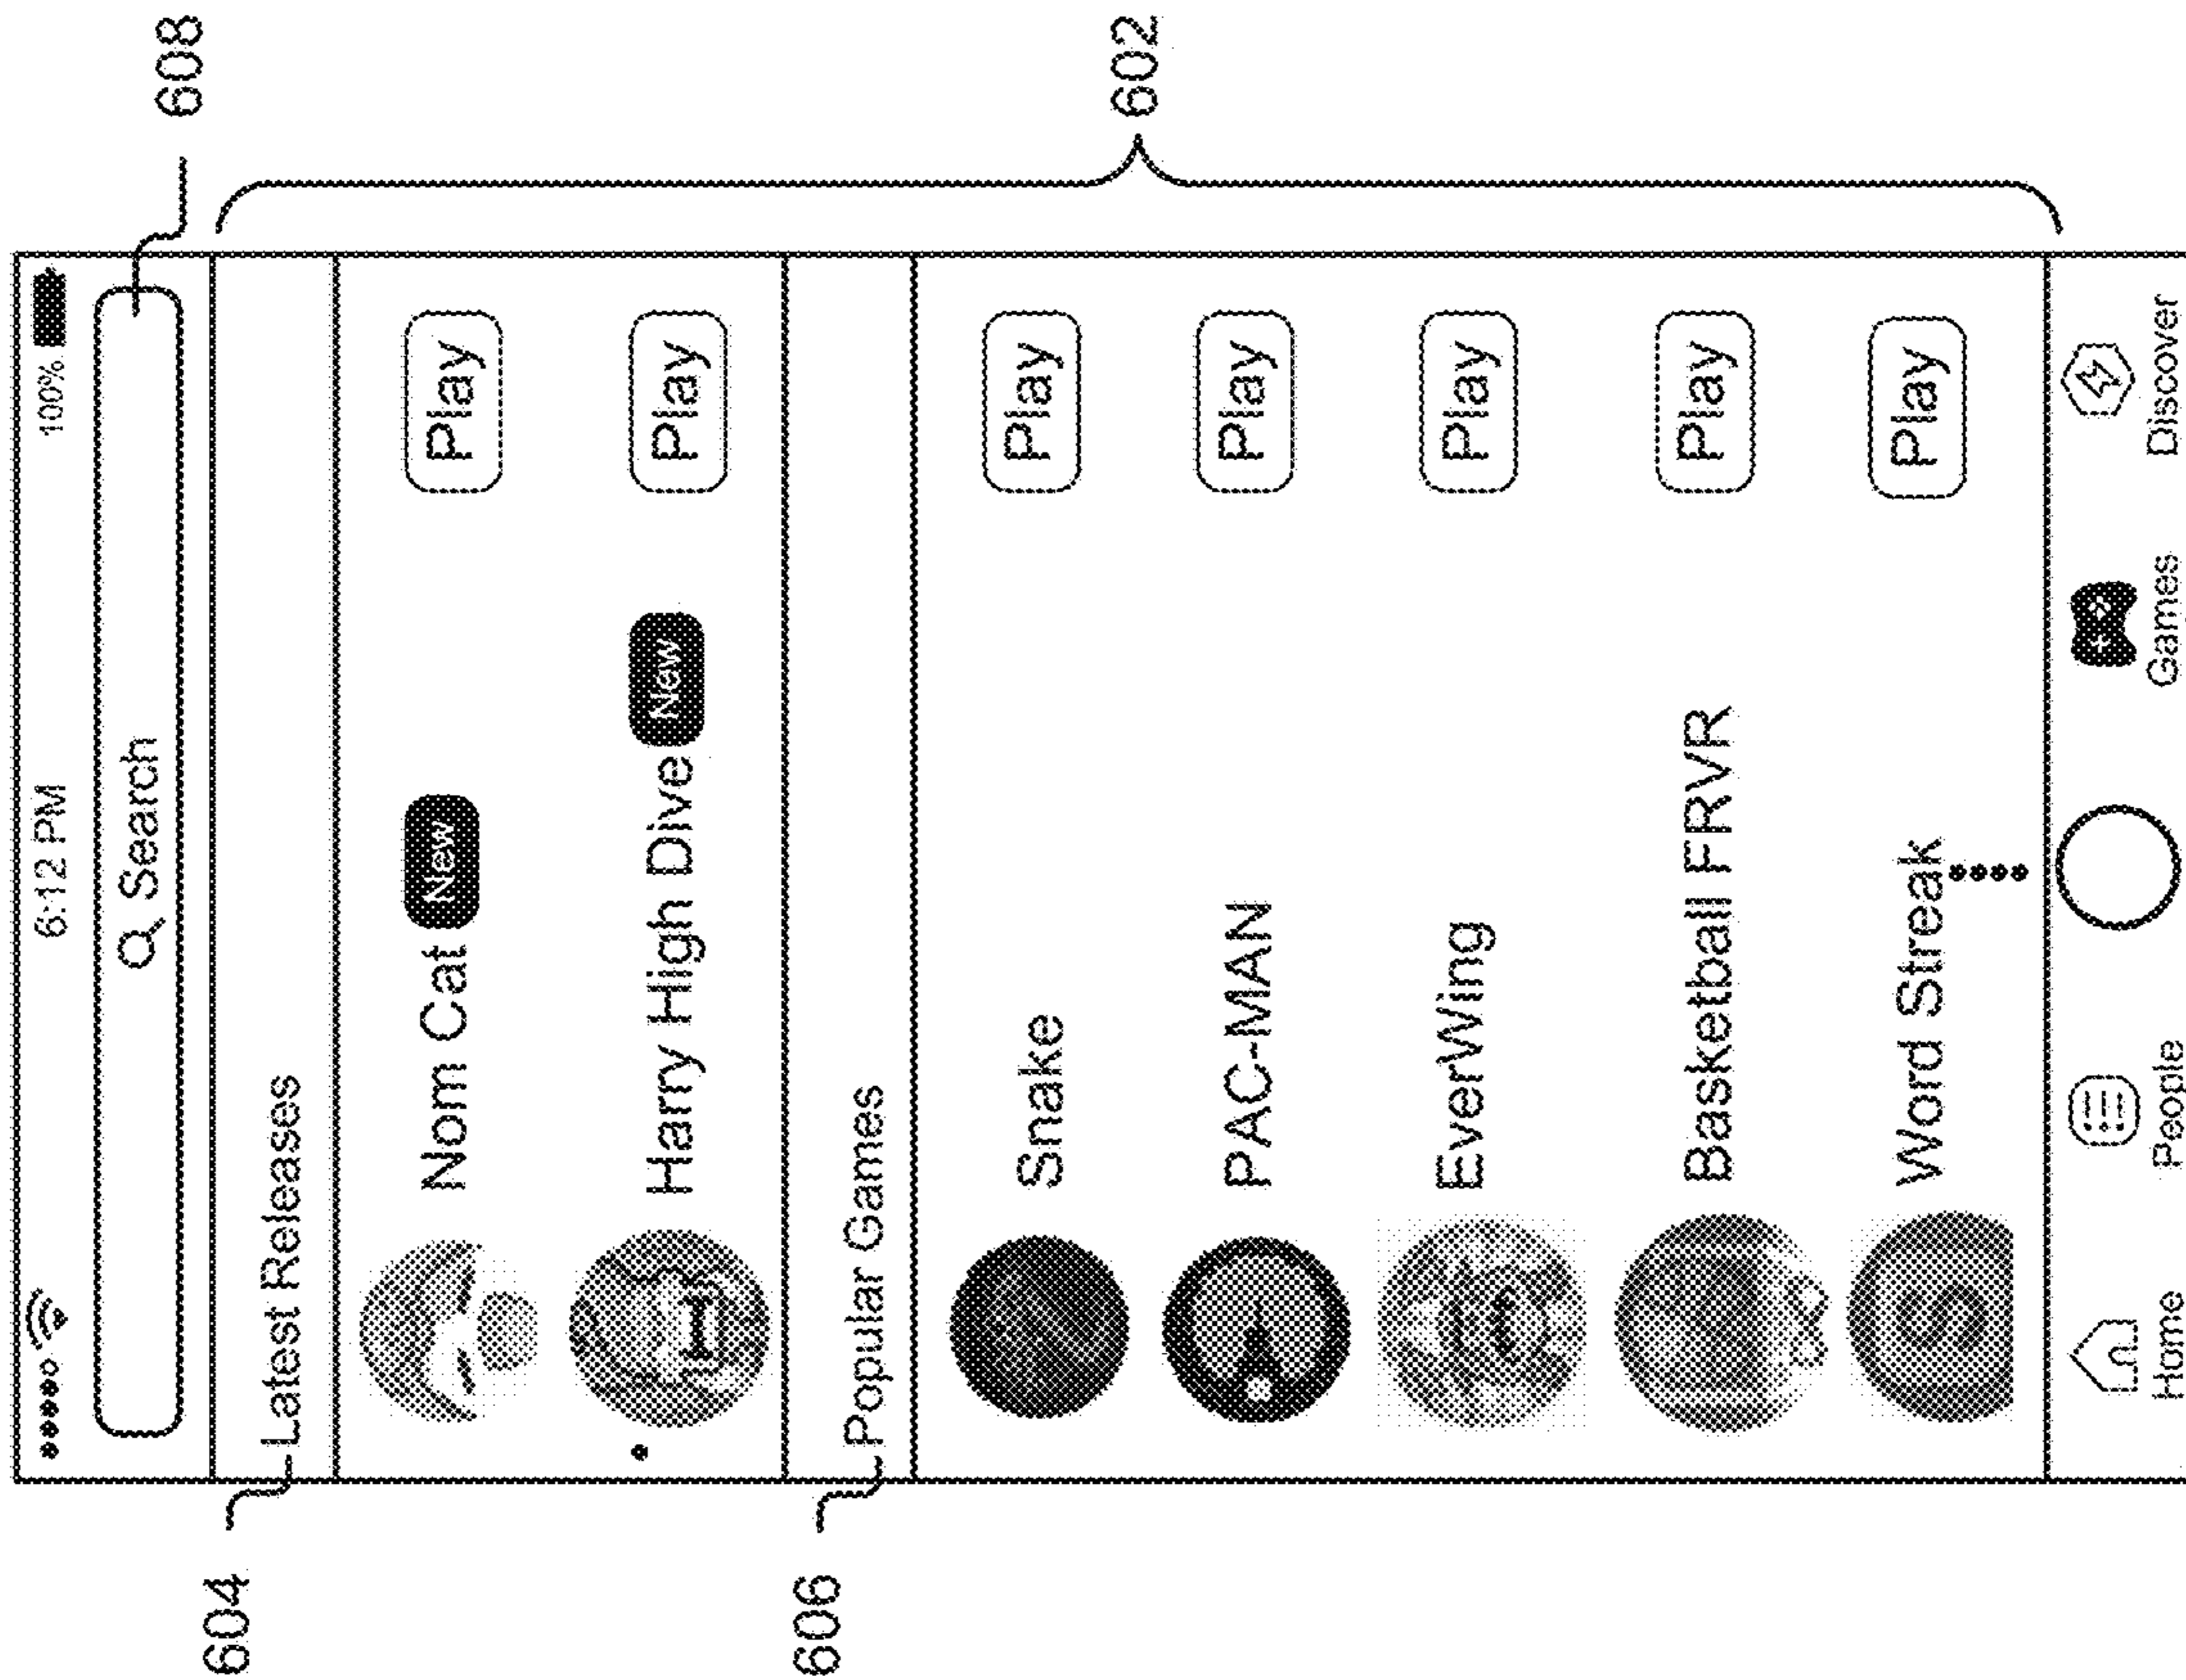 6:12 PM 100%
Search
608
604
Latest Releases
Nom Cat New Play
Harry High Dive New Play
602
606
Popular Games
Snake Play
PAC-MAN Play
EverWing Play
Basketball FRVR Play
S Word Streak Play
Home People Games Discover